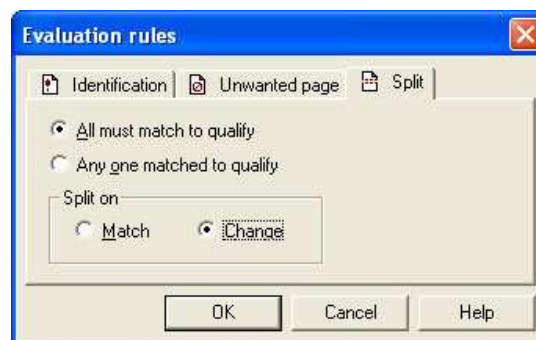 Evaluation rules
Identification Unwanted page Split
All must match to qualify
Any one matched to qualify
Split on
Match Change
OK Cancel Help